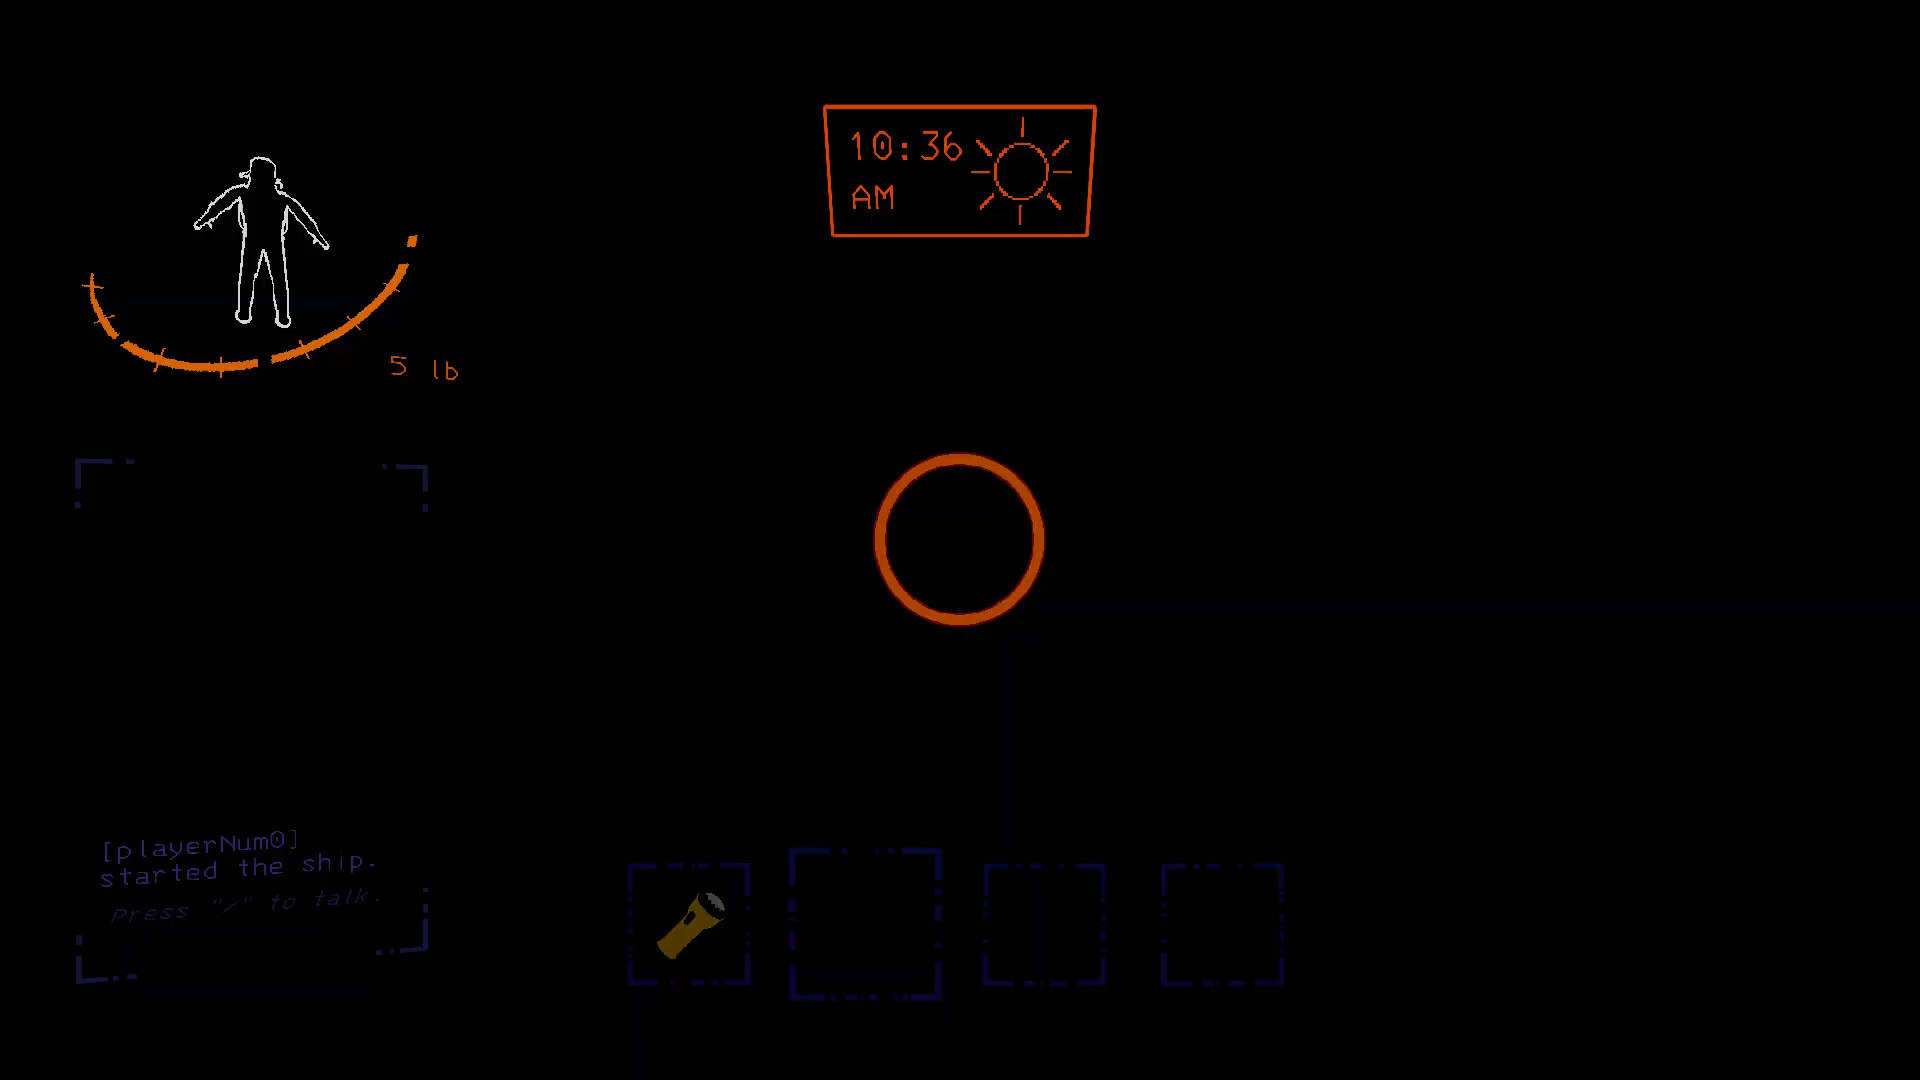 10:36
AM
5 lb
[playerNum0]
started the ship.
Press "/" to talk.